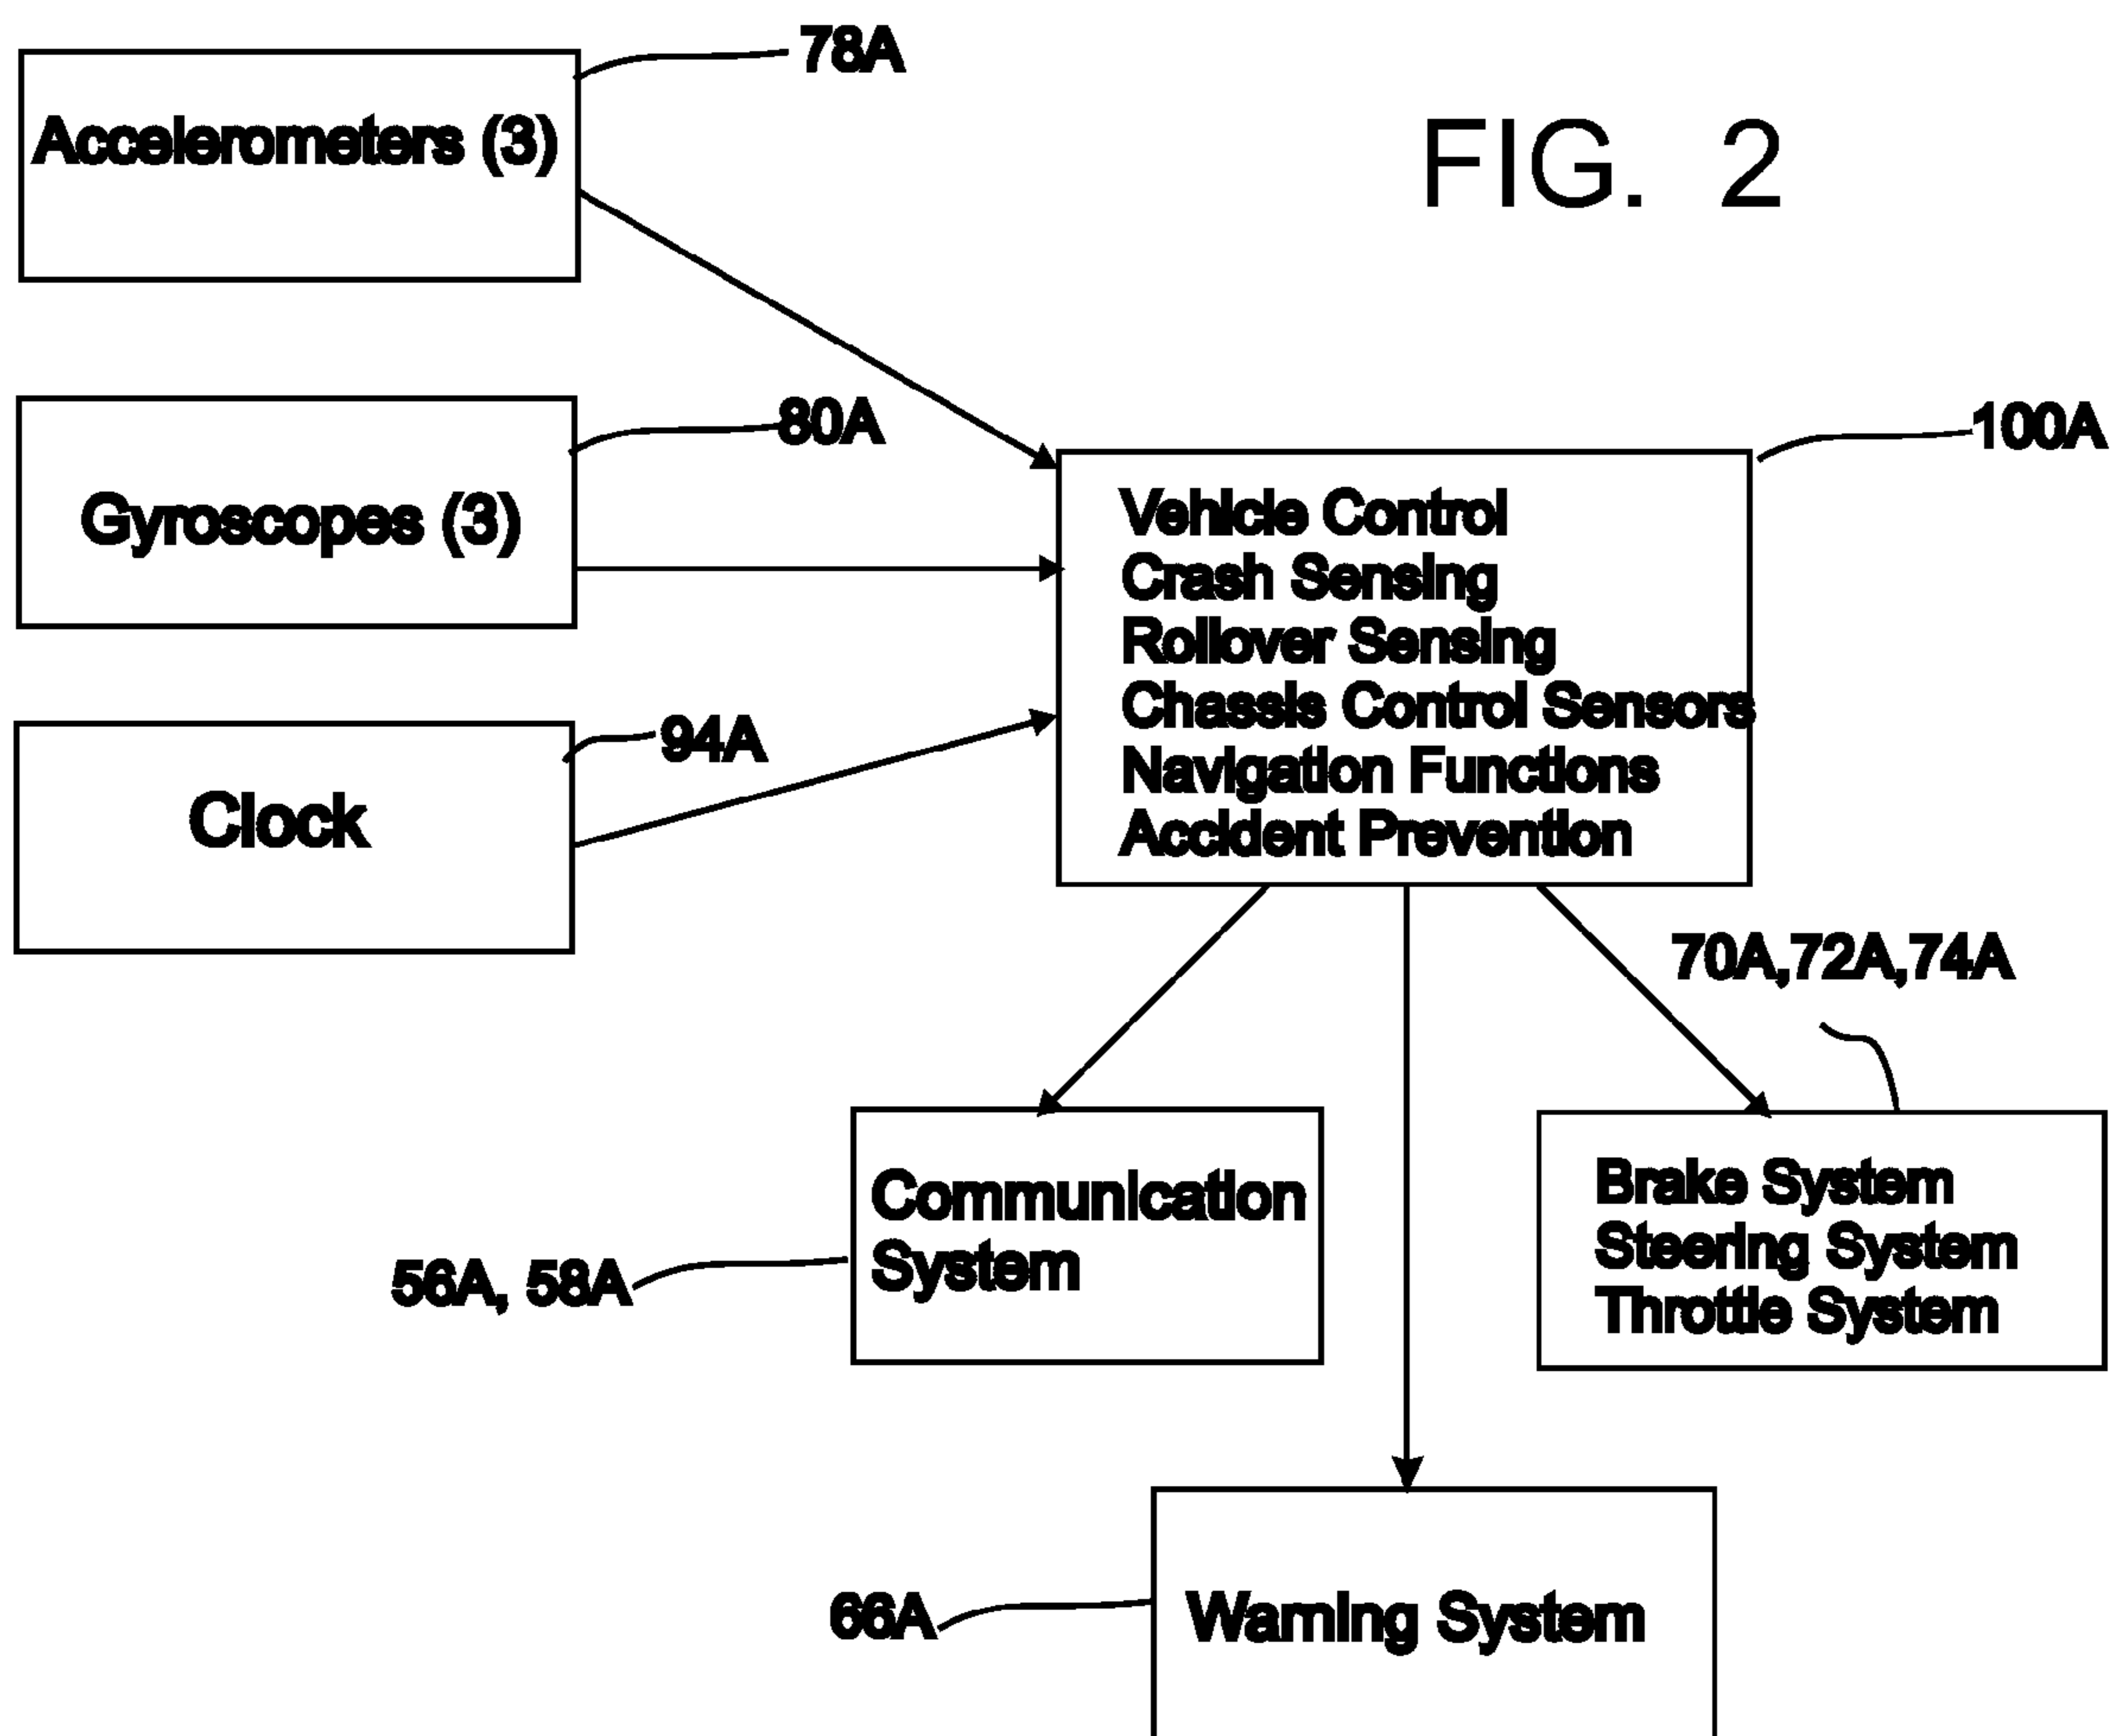 78A
Accelerometers (3)
FIG. 2
80A
100A
Gyroscopes (3)
Vehicle Control
Crash Sensing
Rollover Sensing
Chassis Control Sensors
Navigation Functions
Accident Prevention
94A
Clock
70A,72A,74A
Communication
System
56A, 58A
Brake System
Steering System
Throttle System
66A
Warning System